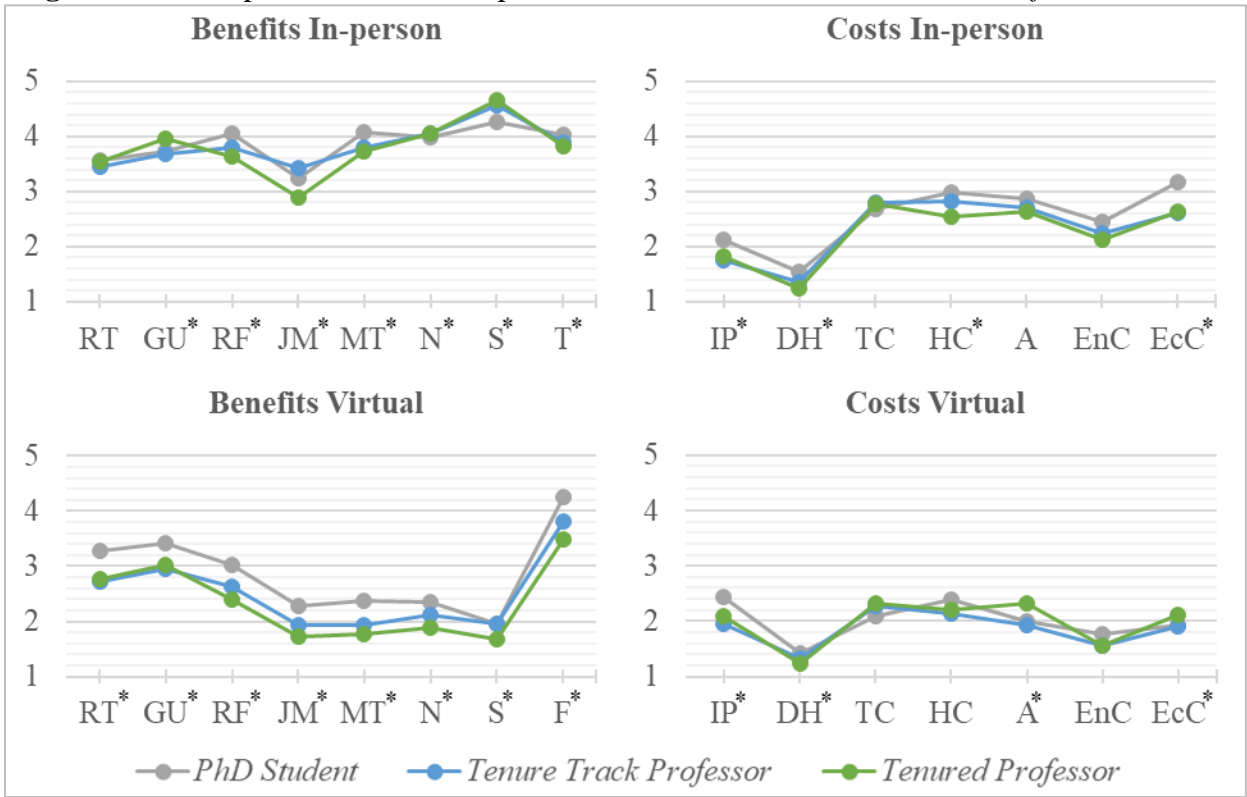 Benefits In-person
5
4
3
2
1
RT GU* RF* JM* MT* N* S* T*
Costs In-person
5
4
3
2
1
IP* DH* TC HC* A EnC EcC*
Benefits Virtual
5
4
3
2
1
RT* GU* RF* JM* MT* N* S* F*
Costs Virtual
5
4
3
2
1
IP* DH* TC HC A* EnC EcC*
PhD Student Tenure Track Professor Tenured Professor